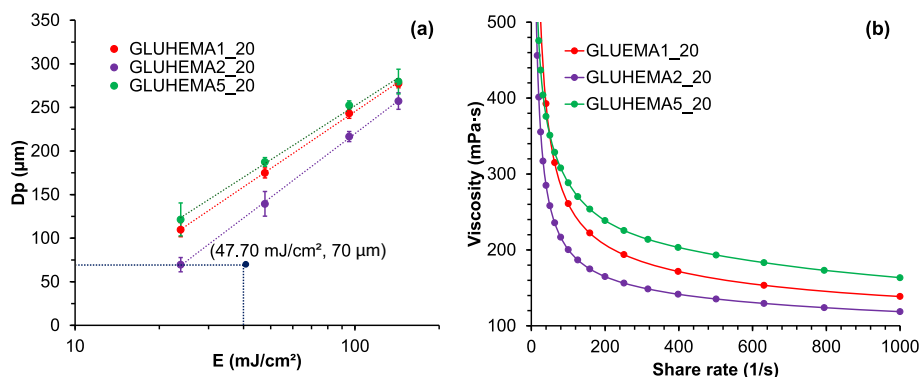 (a)
GLUHEMA1_20
GLUHEMA2_20
GLUHEMA5_20
350
300
250
200
150
100
50
0
Dp (µm)
(47.70 mJ/cm², 70 µm)
10
100
E (mJ/cm²)
(b)
GLUEMA1_20
GLUHEMA2_20
GLUHEMA5_20
500
400
300
200
100
Viscosity (mPa·s)
0
200
400
600
800
1000
Share rate (1/s)